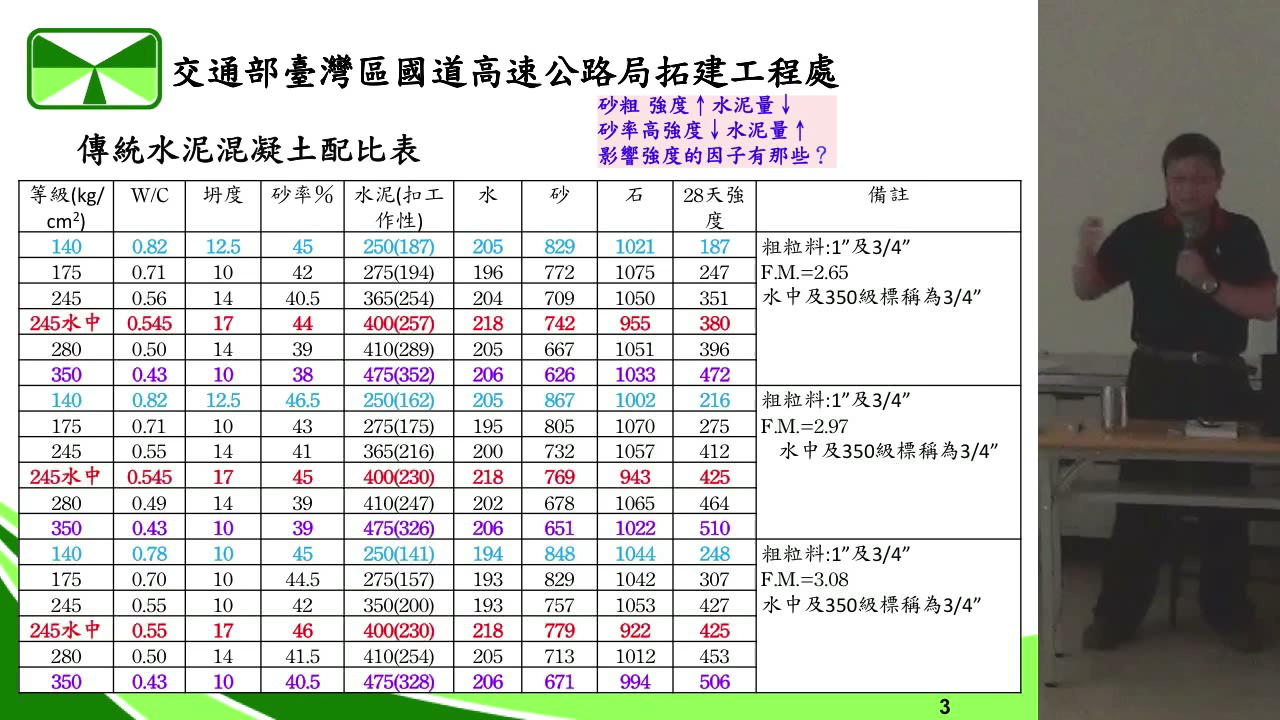 交通部臺灣區國道高速公路局拓建工程處
砂粗 強度↑水泥量↓
砂率高強度↓水泥量↑
影響強度的因子有那些？
傳統水泥混凝土配比表
等級(kg/cm²) W/C 坍度 砂率% 水泥(扣工作性) 水 砂 石 28天強度 備註
140 0.82 12.5 45 250(187) 205 829 1021 187 粗粒料:1”及3/4”
175 0.71 10 42 275(194) 196 772 1075 247 F.M.=2.65
245 0.56 14 40.5 365(254) 204 709 1050 351 水中及350級標稱為3/4”
245水中 0.545 17 44 400(257) 218 742 955 380
280 0.50 14 39 410(289) 205 667 1051 396
350 0.43 10 38 475(352) 206 626 1033 472
140 0.82 12.5 46.5 250(162) 205 867 1002 216 粗粒料:1”及3/4”
175 0.71 10 43 275(175) 195 805 1070 275 F.M.=2.97
245 0.55 14 41 365(216) 200 732 1057 412 水中及350級標稱為3/4”
245水中 0.545 17 45 400(230) 218 769 943 425
280 0.49 14 39 410(247) 202 678 1065 464
350 0.43 10 39 475(326) 206 651 1022 510
140 0.78 10 45 250(141) 194 848 1044 248 粗粒料:1”及3/4”
175 0.70 10 44.5 275(157) 193 829 1042 307 F.M.=3.08
245 0.55 10 42 350(200) 193 757 1053 427 水中及350級標稱為3/4”
245水中 0.55 17 46 400(230) 218 779 922 425
280 0.50 14 41.5 410(254) 205 713 1012 453
350 0.43 10 40.5 475(328) 206 671 994 506
3